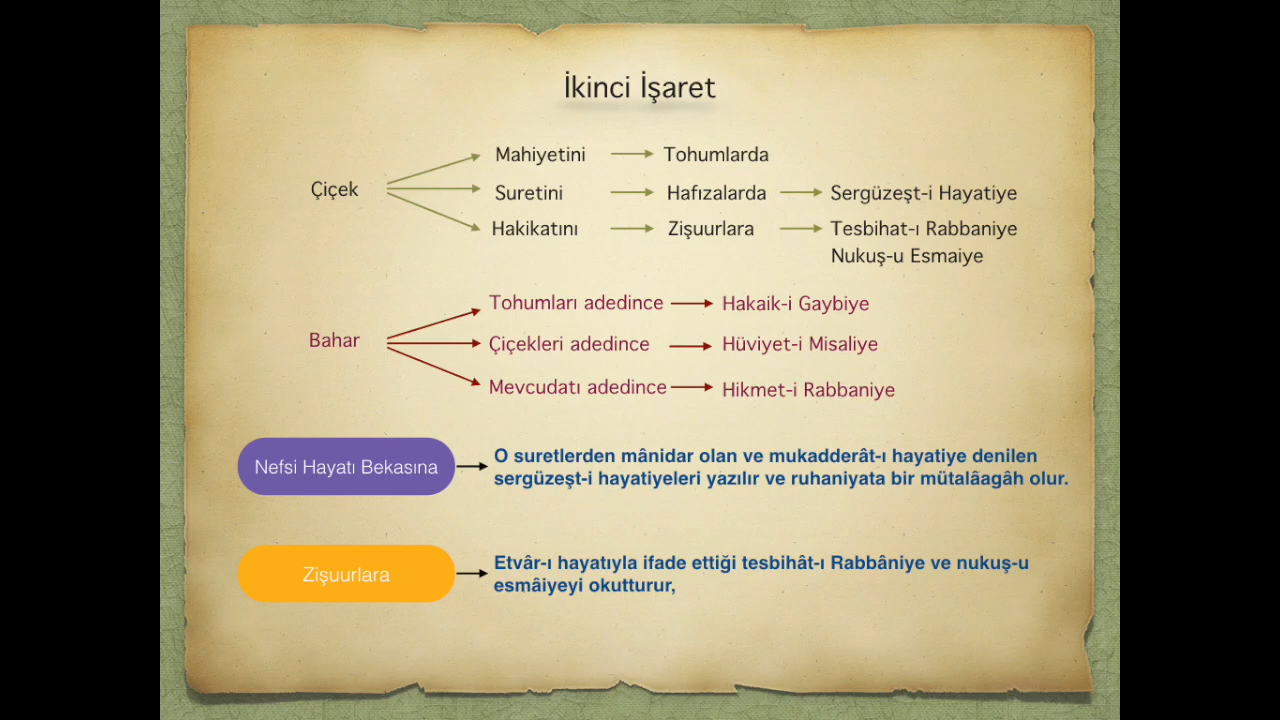 İkinci İşaret
Çiçek
Mahiyetini Tohumlarda
Suretini Hafızalarda Sergüzeşt-i Hayatiye
Hakikatını Zişuurlara Tesbihat-ı Rabbaniye
Nukuş-u Esmaiye
Bahar
Tohumları adedince Hakaik-i Gaybiye
Çiçekleri adedince Hüviyet-i Misaliye
Mevcudatı adedince Hikmet-i Rabbaniye
Nefsi Hayatı Bekasına
O suretlerden mânidar olan ve mukadderât-ı hayatiye denilen
sergüzeşt-i hayatiyeleri yazılır ve ruhaniyata bir mütalâagâh olur.
Zişuurlara
Etvâr-ı hayatıyla ifade ettiği tesbihât-ı Rabbâniye ve nukuş-u
esmâiyeyi okutturur,